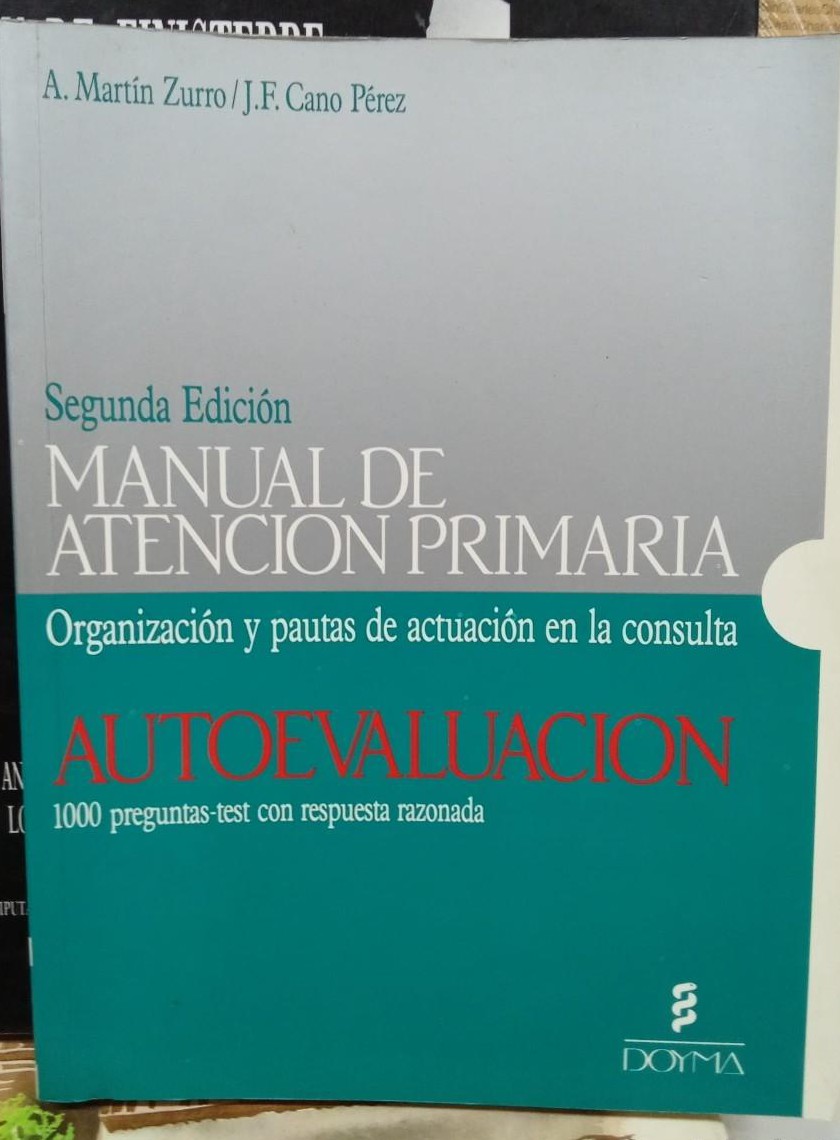 A. Martín Zurro / J.F. Cano Pérez
Segunda Edición
MANUAL DE
ATENCION PRIMARIA
Organización y pautas de actuación en la consulta
AUTOEVALUACION
1000 preguntas-test con respuesta razonada
DOYMA